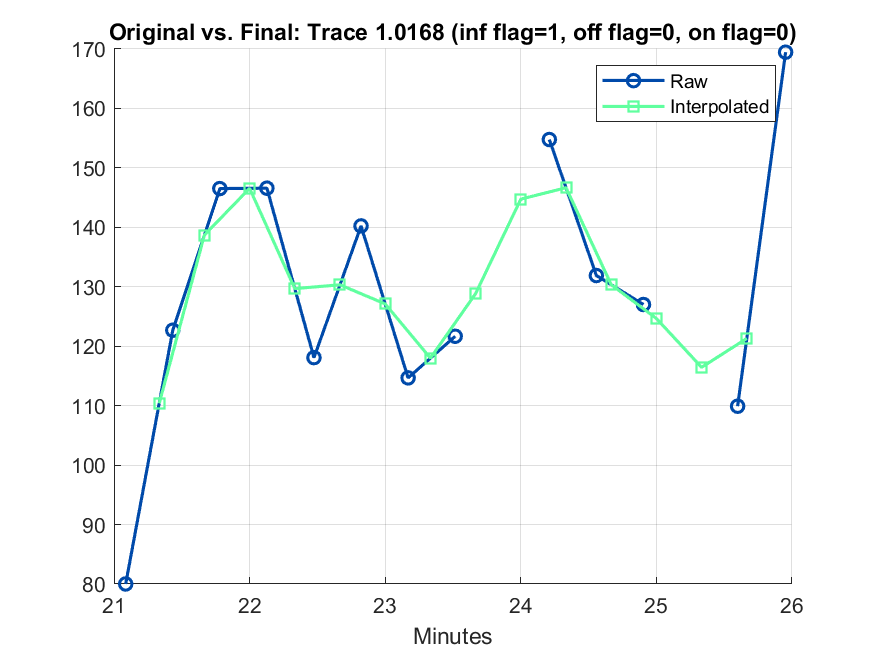 Original vs. Final: Trace 1.0168 (inf flag=1, off flag=0, on flag=0)
170
160
150
140
130
120
110
100
90
80
Raw
Interpolated
21 22 23 24 25 26
Minutes